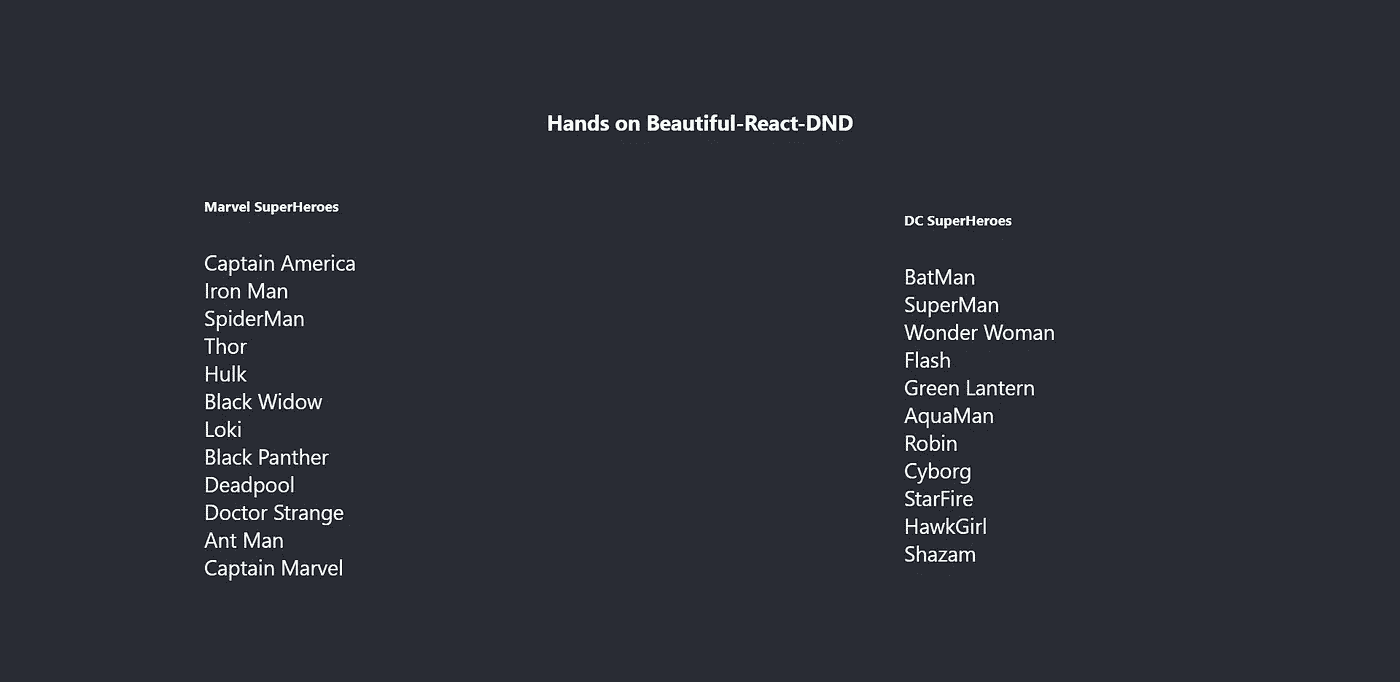 Hands on Beautiful-React-DND
Marvel SuperHeroes
Captain America
Iron Man
SpiderMan
Thor
Hulk
Black Widow
Loki
Black Panther
Deadpool
Doctor Strange
Ant Man
Captain Marvel
DC SuperHeroes
BatMan
SuperMan
Wonder Woman
Flash
Green Lantern
AquaMan
Robin
Cyborg
StarFire
HawkGirl
Shazam